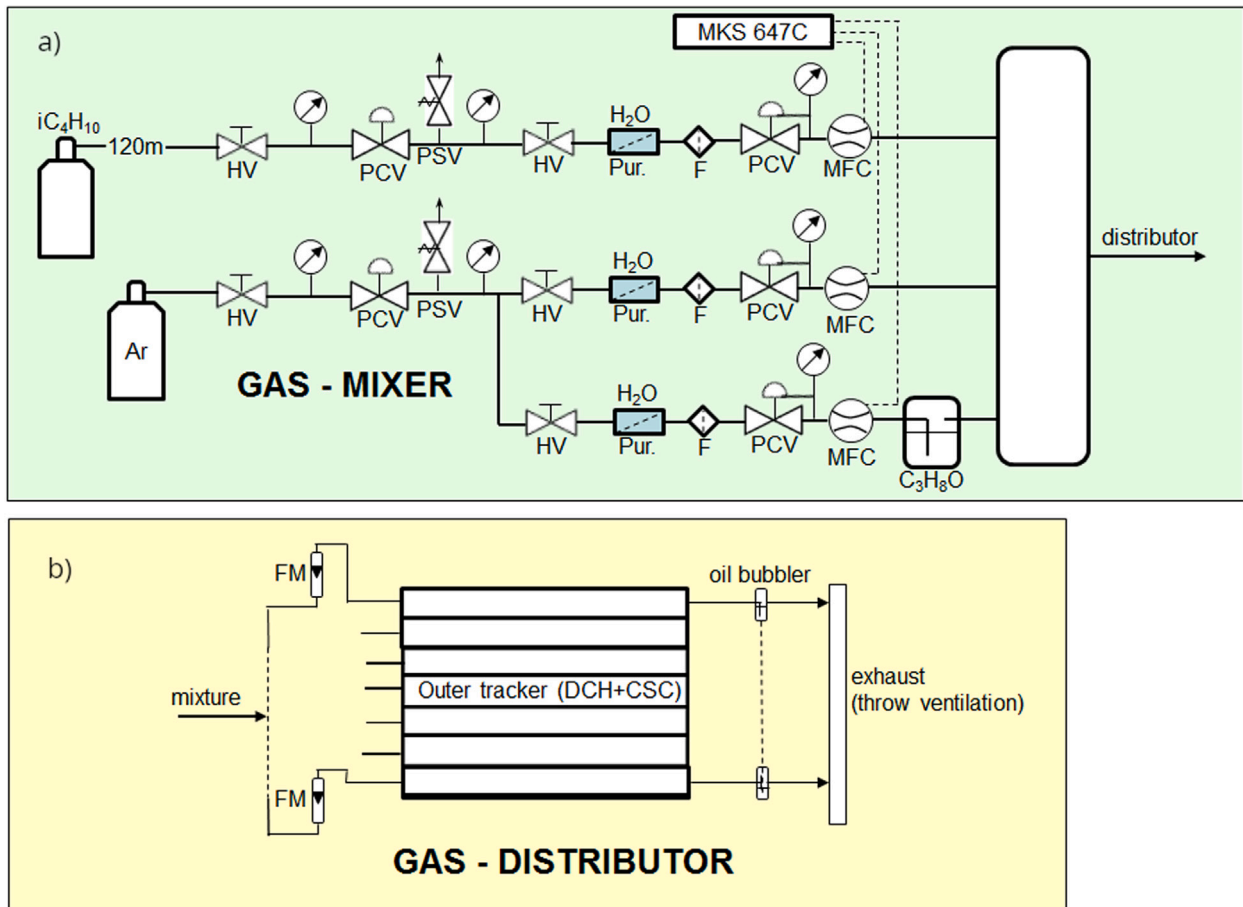 a)
MKS 647C
iC₄H₁₀
120m
HV
PCV
PSV
HV
H₂O
Pur.
F
PCV
MFC
Ar
HV
PCV
PSV
HV
H₂O
Pur.
F
PCV
MFC
distributor
GAS - MIXER
HV
H₂O
Pur.
F
PCV
MFC
C₃H₈O
b)
FM
oil bubbler
mixture
Outer tracker (DCH+CSC)
exhaust
(throw ventilation)
FM
GAS - DISTRIBUTOR